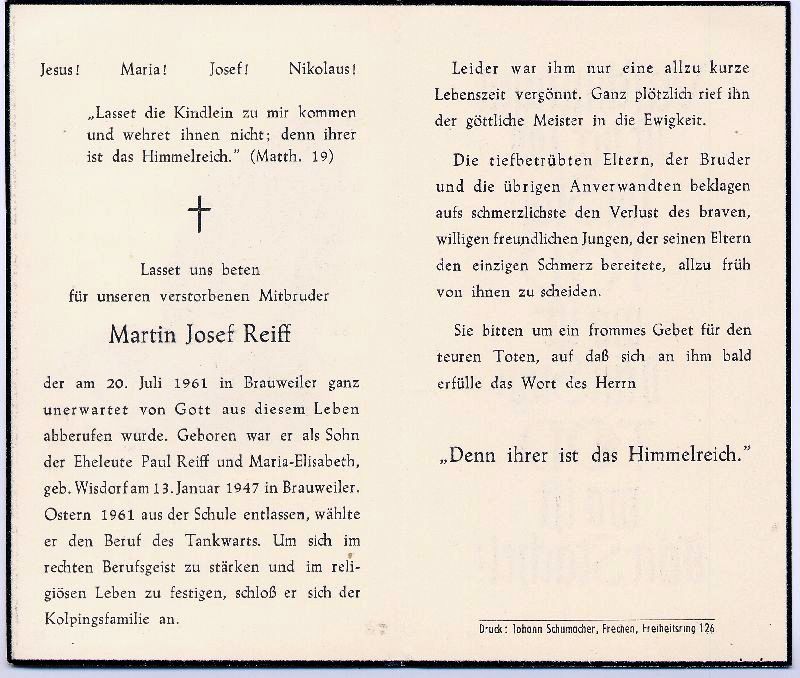 Jesus! Maria! Josef! Nikolaus!
„Lasset die Kindlein zu mir kommen
und wehret ihnen nicht; denn ihrer
ist das Himmelreich.“ (Matth. 19)
Lasset uns beten
für unseren verstorbenen Mitbruder
Martin Josef Reiff
der am 20. Juli 1961 in Brauweiler ganz
unerwartet von Gott aus diesem Leben
abberufen wurde. Geboren war er als Sohn
der Eheleute Paul Reiff und Maria-Elisabeth,
geb. Wisdorf am 13. Januar 1947 in Brauweiler.
Ostern 1961 aus der Schule entlassen, wählte
er den Beruf des Tankwarts. Um sich im
rechten Berufsgeist zu stärken und im reli-
giösen Leben zu festigen, schloß er sich der
Kolpingsfamilie an.
Leider war ihm nur eine allzu kurze
Lebenszeit vergönnt. Ganz plötzlich rief ihn
der göttliche Meister in die Ewigkeit.
Die tiefbetrübten Eltern, der Bruder
und die übrigen Anverwandten beklagen
aufs schmerzlichste den Verlust des braven,
willigen freundlichen Jungen, der seinen Eltern
den einzigen Schmerz bereitete, allzu früh
von ihnen zu scheiden.
Sie bitten um ein frommes Gebet für den
teuren Toten, auf daß sich an ihm bald
erfülle das Wort des Herrn
„Denn ihrer ist das Himmelreich.“
Druck: Johann Schumacher, Frechen, Freiheitsring 126